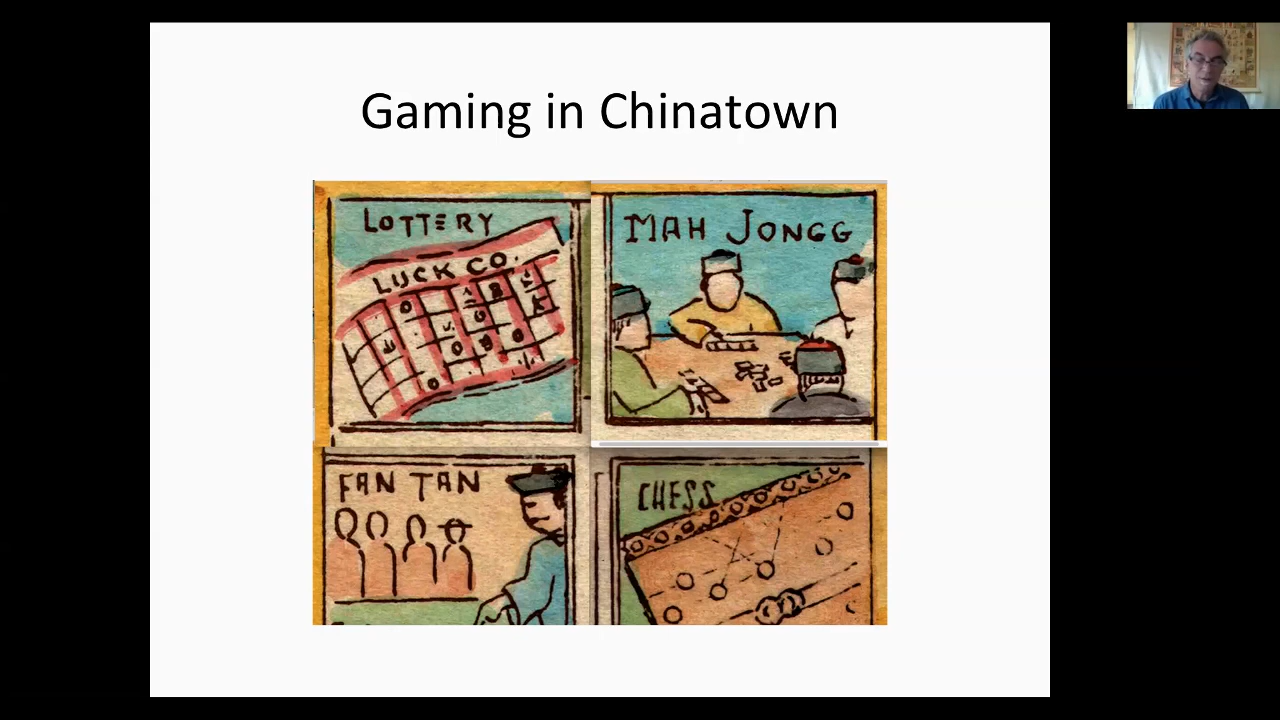 Gaming in Chinatown
LOTTERY
LUCK CO.
MAH JONGG
FAN TAN
CHESS